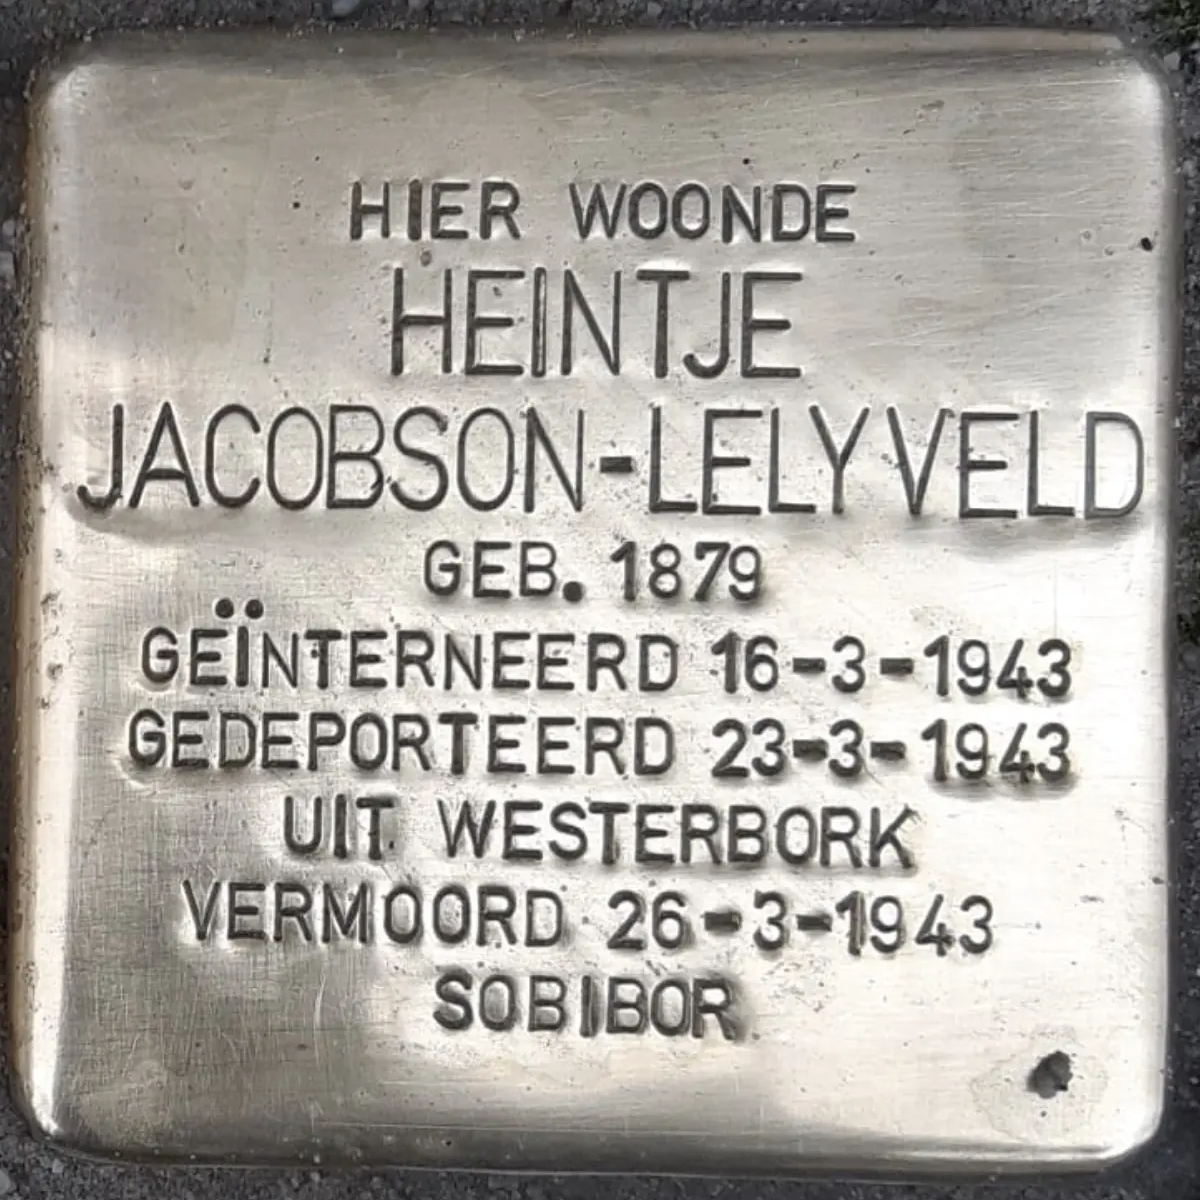 HIER WOONDE
HEINTJE
JACOBSON-LELYVELD
GEB. 1879
GEÏNTERNEERD 16-3-1943
GEDEPORTEERD 23-3-1943
UIT WESTERBORK
VERMOORD 26-3-1943
SOBIBOR